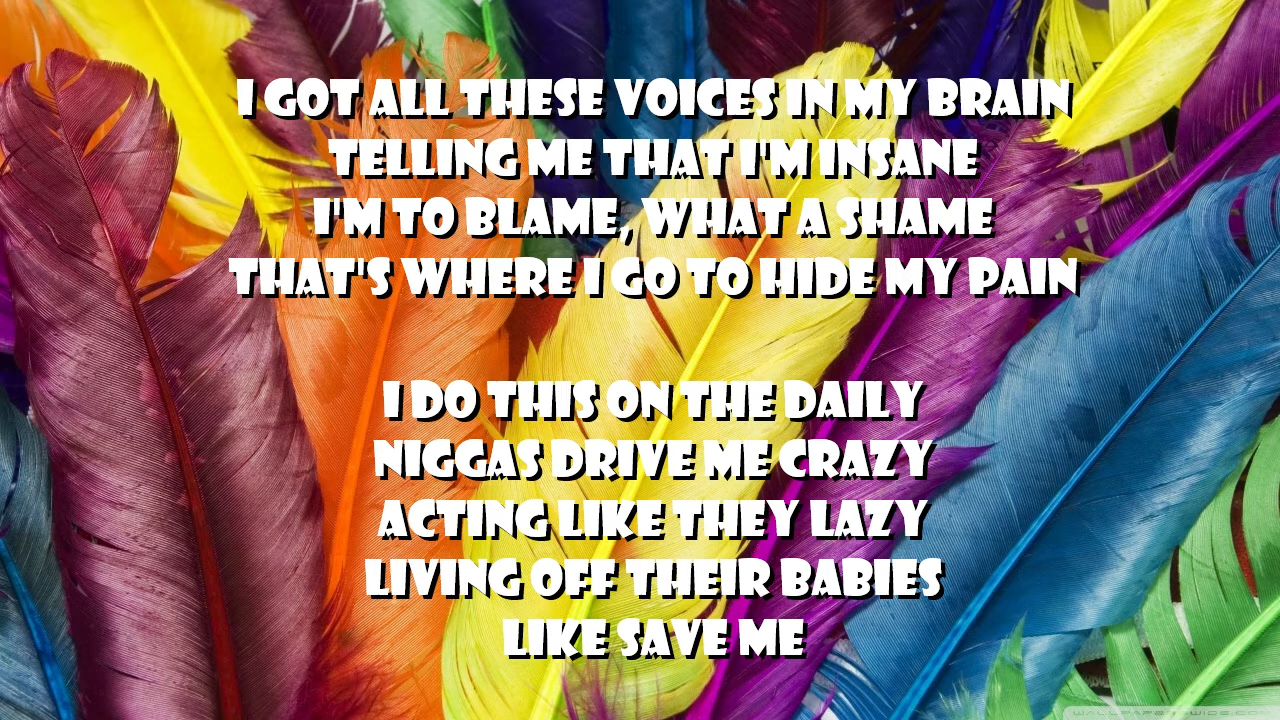 I GOT ALL THESE VOICES IN MY BRAIN
TELLING ME THAT I'M INSANE
I'M TO BLAME, WHAT A SHAME
THAT'S WHERE I GO TO HIDE MY PAIN
I DO THIS ON THE DAILY
NIGGAS DRIVE ME CRAZY
ACTING LIKE THEY LAZY
LIVING OFF THEIR BABIES
LIKE SAVE ME
WALLPAPERSWIDE.COM